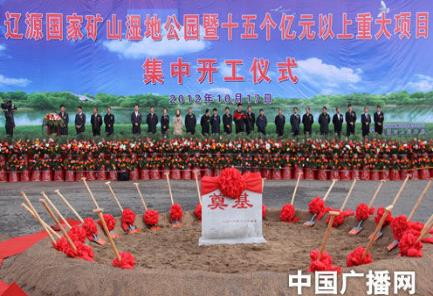 辽源国家矿山湿地公园暨十五个亿元以上重大项目
集中开工仪式
2012年10月17日
奠基
中国广播网